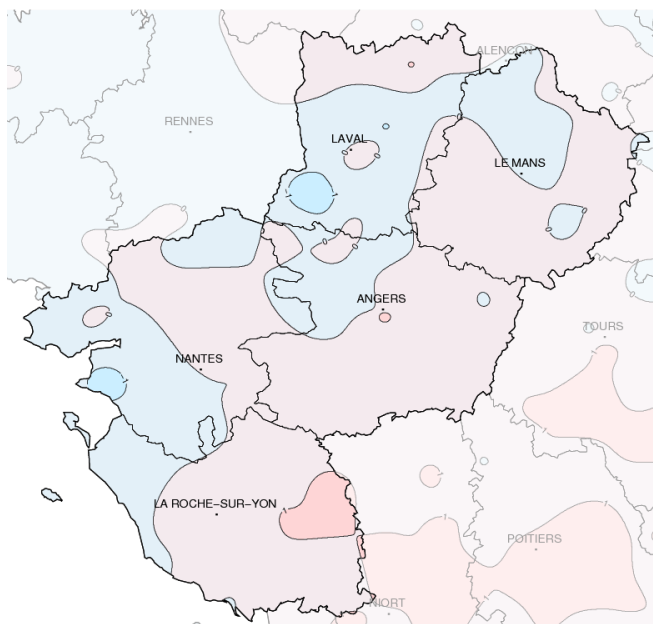 ALENCON
RENNES
LAVAL
LE MANS
ANGERS
TOURS
NANTES
LA ROCHE-SUR-YON
POITIERS
NIORT